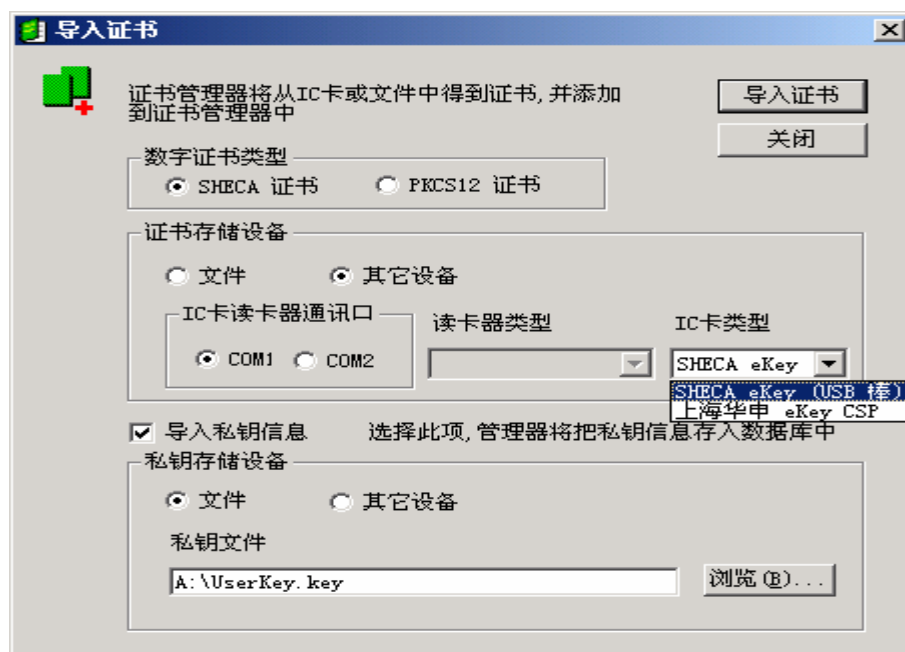 导入证书
证书管理器将从IC卡或文件中得到证书,并添加
到证书管理器中
导入证书
关闭
数字证书类型
SHECA 证书
PKCS12 证书
证书存储设备
文件
其它设备
IC卡读卡器通讯口
COM1
COM2
读卡器类型
IC卡类型
SHECA eKey
SHECA eKey (USB 棒)
上海华申 eKey CSP
导入私钥信息
选择此项,管理器将把私钥信息存入数据库中
私钥存储设备
文件
其它设备
私钥文件
A:\UserKey.key
浏览(B)...